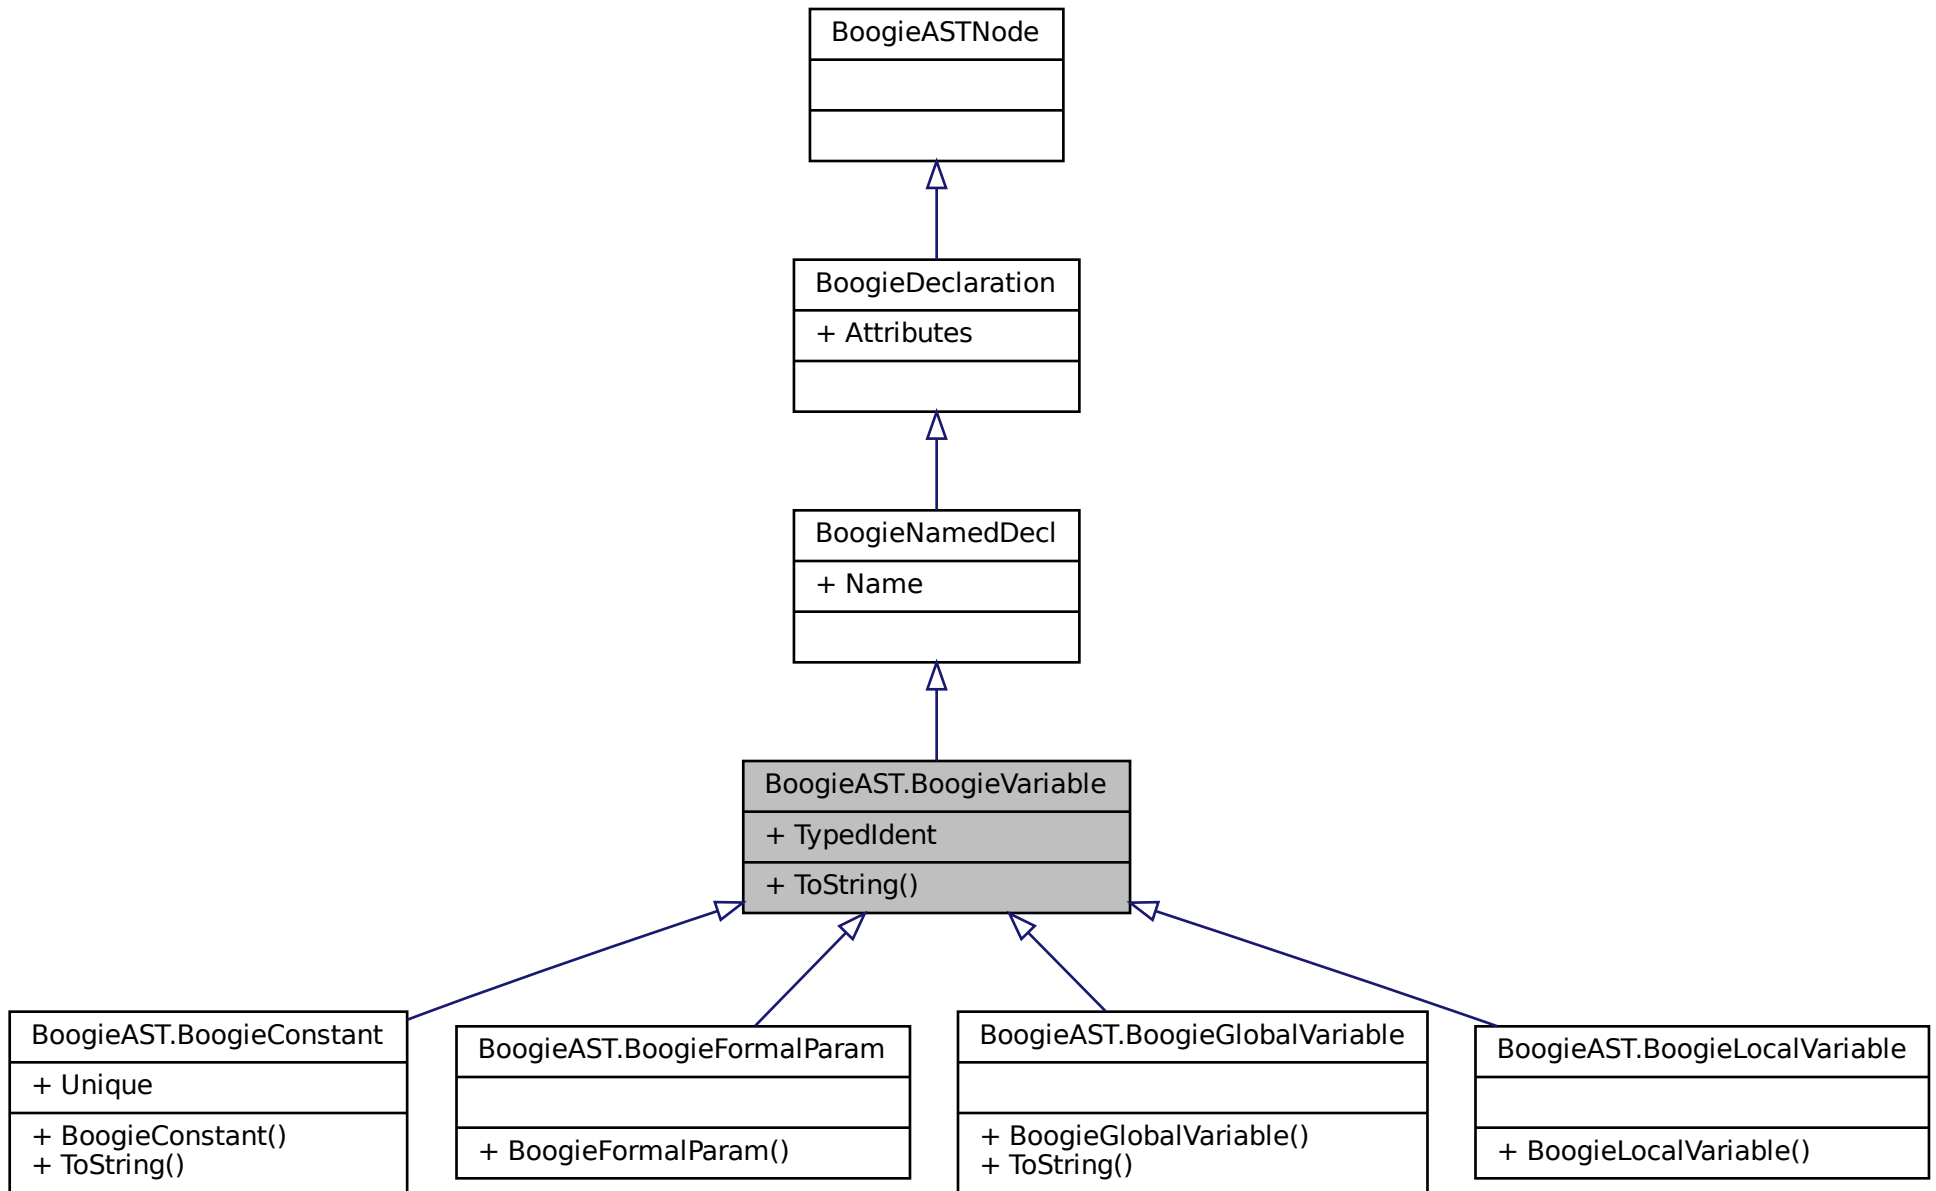 BoogieASTNode
BoogieDeclaration
+ Attributes
BoogieNamedDecl
+ Name
BoogieAST.BoogieVariable
+ TypedIdent
+ ToString()
BoogieAST.BoogieConstant
+ Unique
+ BoogieConstant()
+ ToString()
BoogieAST.BoogieFormalParam
+ BoogieFormalParam()
BoogieAST.BoogieGlobalVariable
+ BoogieGlobalVariable()
+ ToString()
BoogieAST.BoogieLocalVariable
+ BoogieLocalVariable()